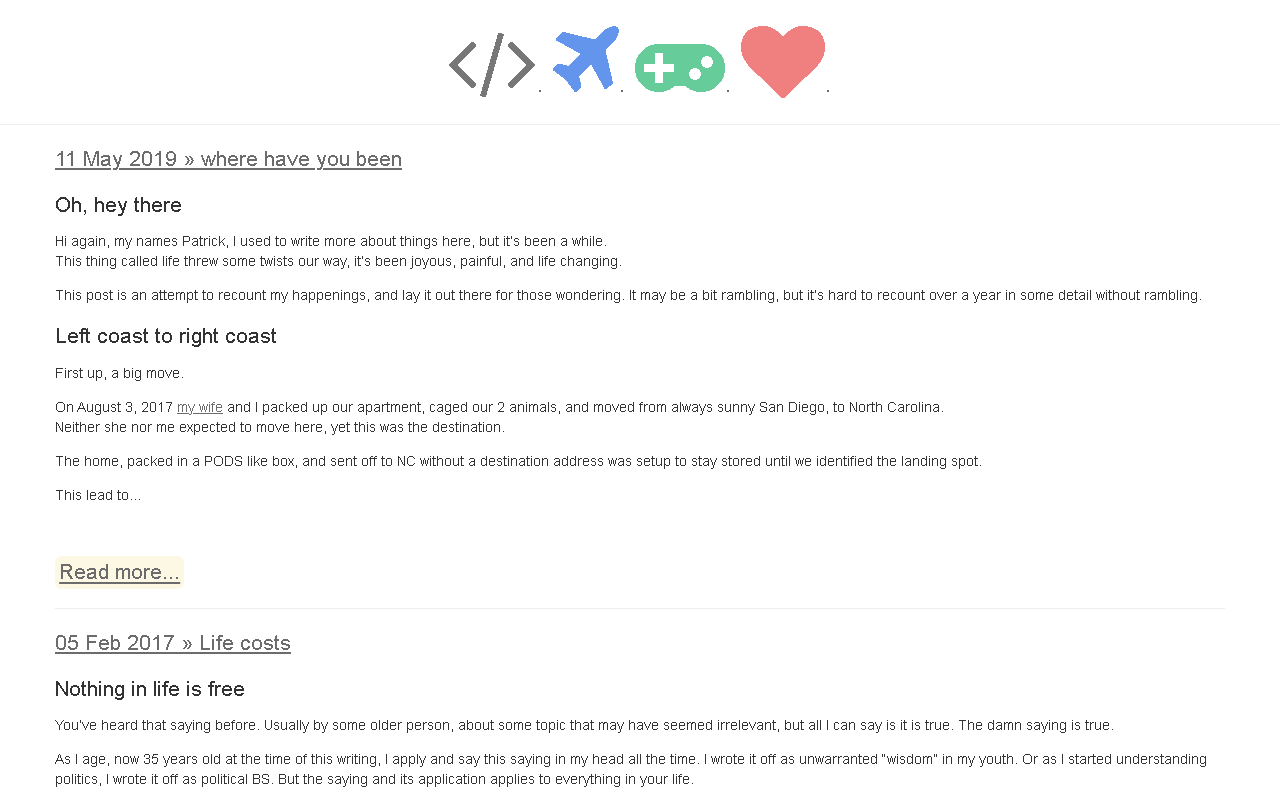 11 May 2019 » where have you been
Oh, hey there
Hi again, my names Patrick, I used to write more about things here, but it's been a while.
This thing called life threw some twists our way, it's been joyous, painful, and life changing.
This post is an attempt to recount my happenings, and lay it out there for those wondering. It may be a bit rambling, but it's hard to recount over a year in some detail without rambling.
Left coast to right coast
First up, a big move.
On August 3, 2017 my wife and I packed up our apartment, caged our 2 animals, and moved from always sunny San Diego, to North Carolina.
Neither she nor me expected to move here, yet this was the destination.
The home, packed in a PODS like box, and sent off to NC without a destination address was setup to stay stored until we identified the landing spot.
This lead to...
Read more...
05 Feb 2017 » Life costs
Nothing in life is free
You've heard that saying before. Usually by some older person, about some topic that may have seemed irrelevant, but all I can say is it is true. The damn saying is true.
As I age, now 35 years old at the time of this writing, I apply and say this saying in my head all the time. I wrote it off as unwarranted "wisdom" in my youth. Or as I started understanding
politics, I wrote it off as political BS. But the saying and its application applies to everything in your life.